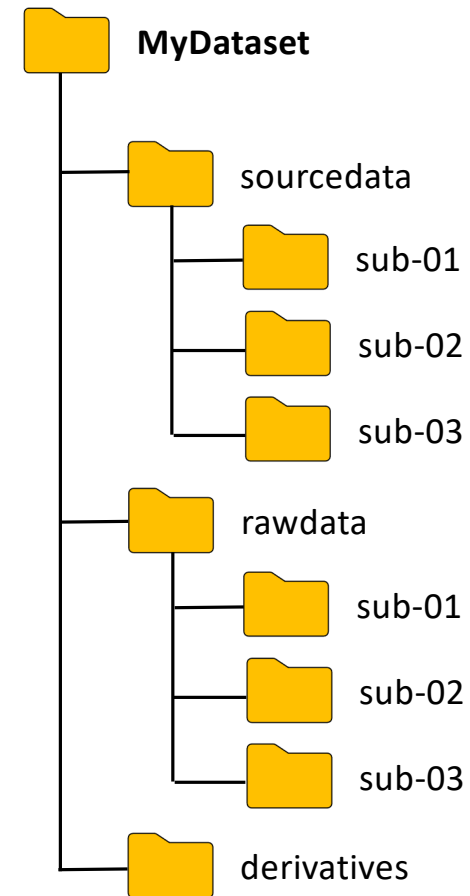 MyDataset
sourcedata
sub-01
sub-02
sub-03
rawdata
sub-01
sub-02
sub-03
derivatives